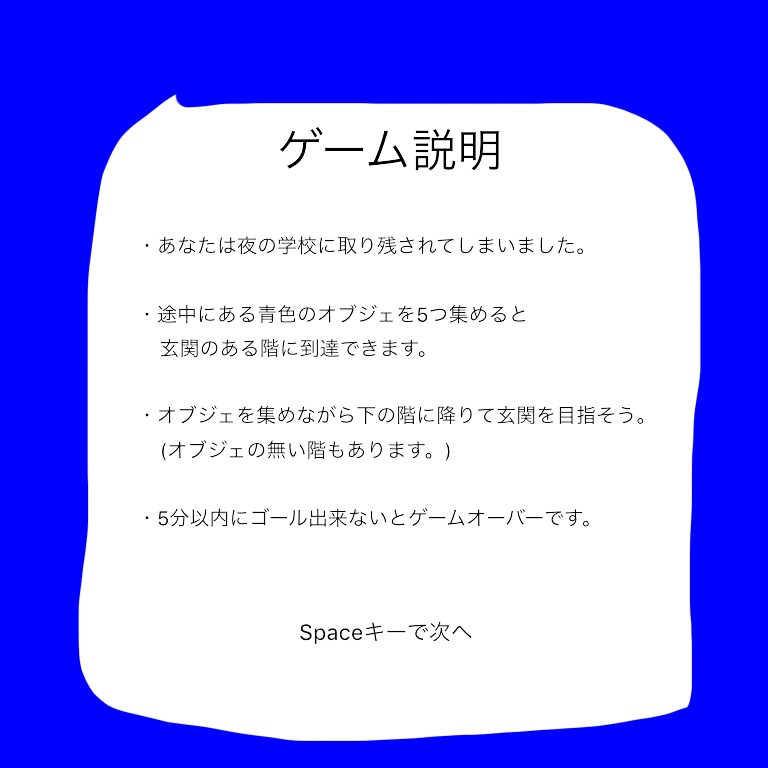 ゲーム説明
・あなたは夜の学校に取り残されてしまいました。
・途中にある青色のオブジェを5つ集めると
玄関のある階に到達できます。
・オブジェを集めながら下の階に降りて玄関を目指そう。
(オブジェの無い階もあります。)
・5分以内にゴール出来ないとゲームオーバーです。
Spaceキーで次へ